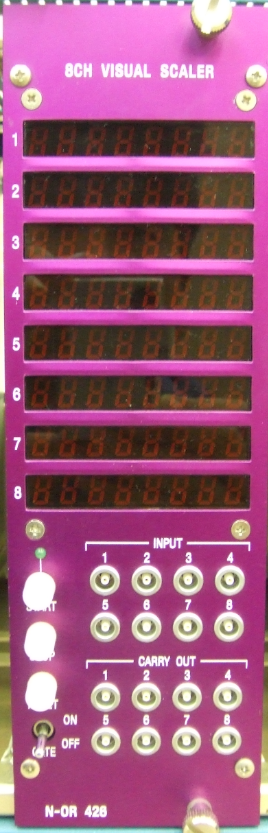 8CH VISUAL SCALER
1
2
3
4
5
6
7
8
INPUT
1 2 3 4
5 6 7 8
START
CARRY OUT
1 2 3 4
5 6 7 8
ON
OFF
N-OR 426